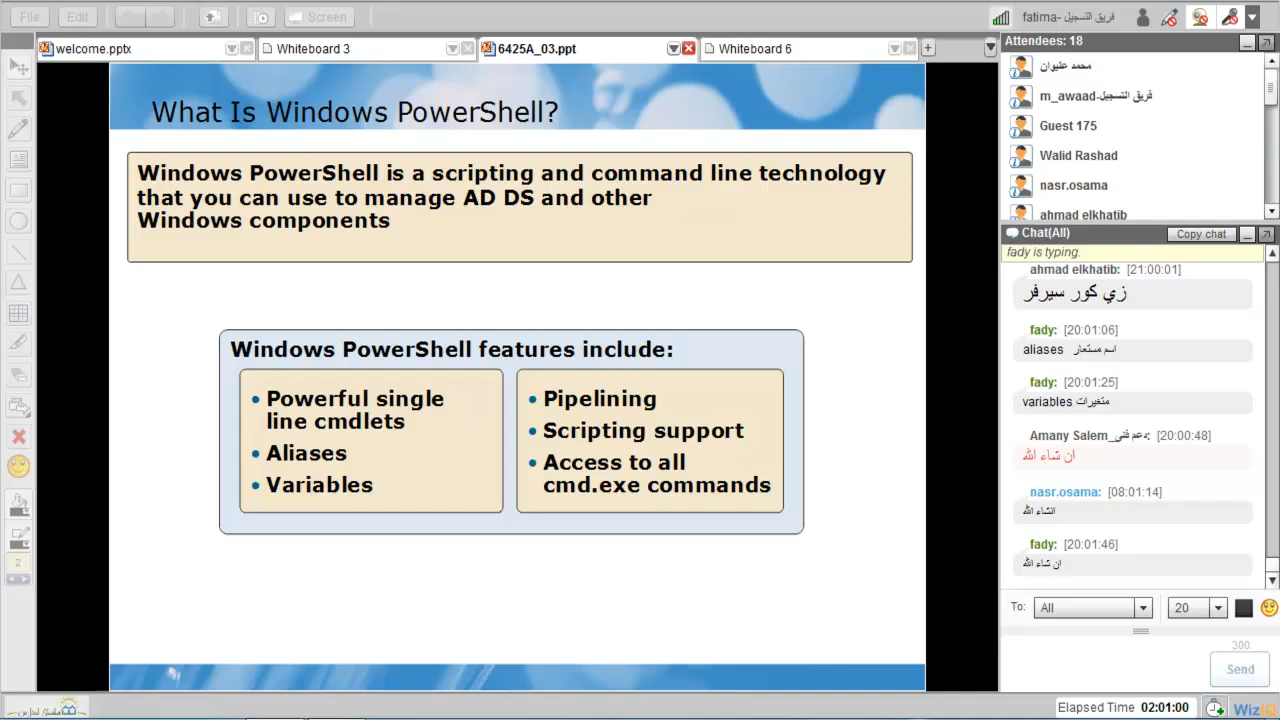 File
Edit
Screen
fatima- فريق التسجيل
welcome.pptx
Whiteboard 3
6425A_03.ppt
Whiteboard 6
Attendees: 18
محمد علیوان
m_awaad-فريق التسجيل
Guest 175
Walid Rashad
nasr.osama
ahmad elkhatib
What Is Windows PowerShell?
Windows PowerShell is a scripting and command line technology
that you can use to manage AD DS and other
Windows components
Windows PowerShell features include:
• Powerful single
line cmdlets
• Aliases
• Variables
• Pipelining
• Scripting support
• Access to all
cmd.exe commands
Chat(All)
Copy chat
fady is typing.
ahmad elkhatib: [21:00:01]
زي كور سيرفر
fady: [20:01:06]
aliases اسم مستعار
fady: [20:01:25]
variables متغيرات
Amany Salem_دعم فنى: [20:00:48]
ان شاء الله
nasr.osama: [08:01:14]
انشاء الله
fady: [20:01:46]
ان شاء الله
To: All
20
300
Send
2
Elapsed Time 02:01:00
WizIQ